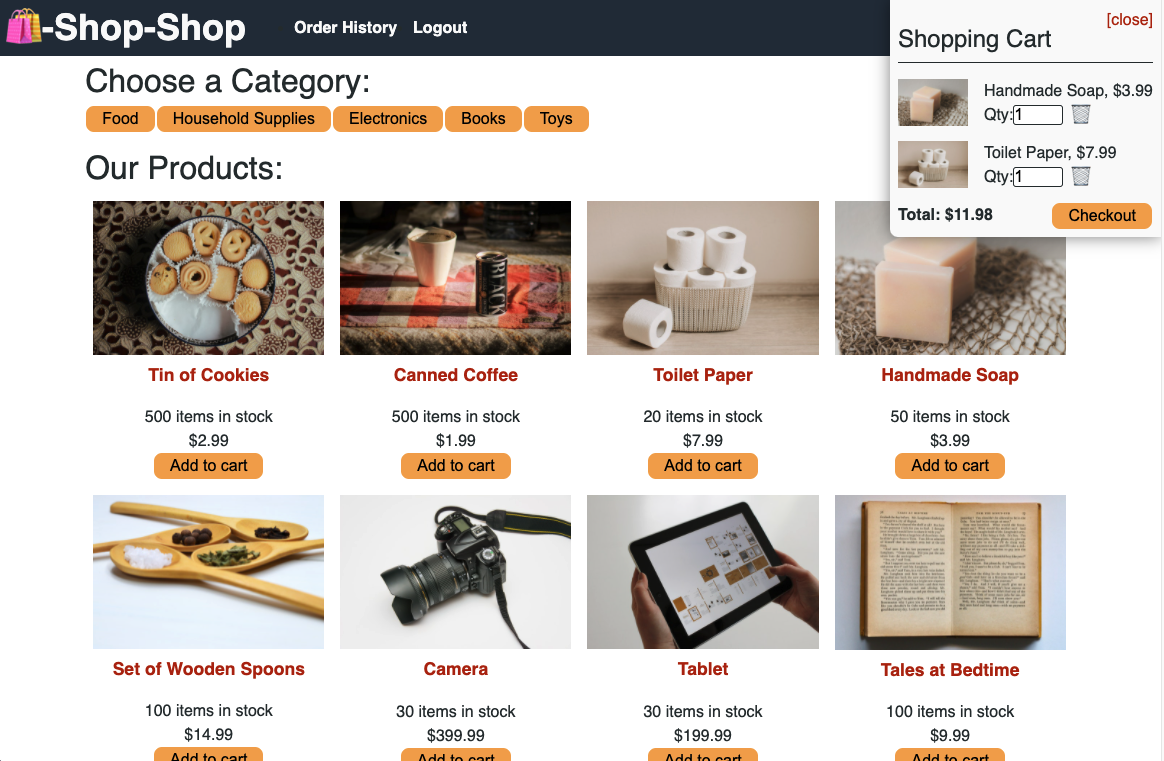 -Shop-Shop
Order History Logout
[close]
Shopping Cart
Handmade Soap, $3.99
Qty:1
Toilet Paper, $7.99
Qty:1
Total: $11.98 Checkout
Choose a Category:
Food Household Supplies Electronics Books Toys
Our Products:
BLACK
Tin of Cookies Canned Coffee Toilet Paper Handmade Soap
500 items in stock 500 items in stock 20 items in stock 50 items in stock
$2.99 $1.99 $7.99 $3.99
Add to cart Add to cart Add to cart Add to cart
Set of Wooden Spoons Camera Tablet Tales at Bedtime
100 items in stock 30 items in stock 30 items in stock 100 items in stock
$14.99 $399.99 $199.99 $9.99
Add to cart Add to cart Add to cart Add to cart